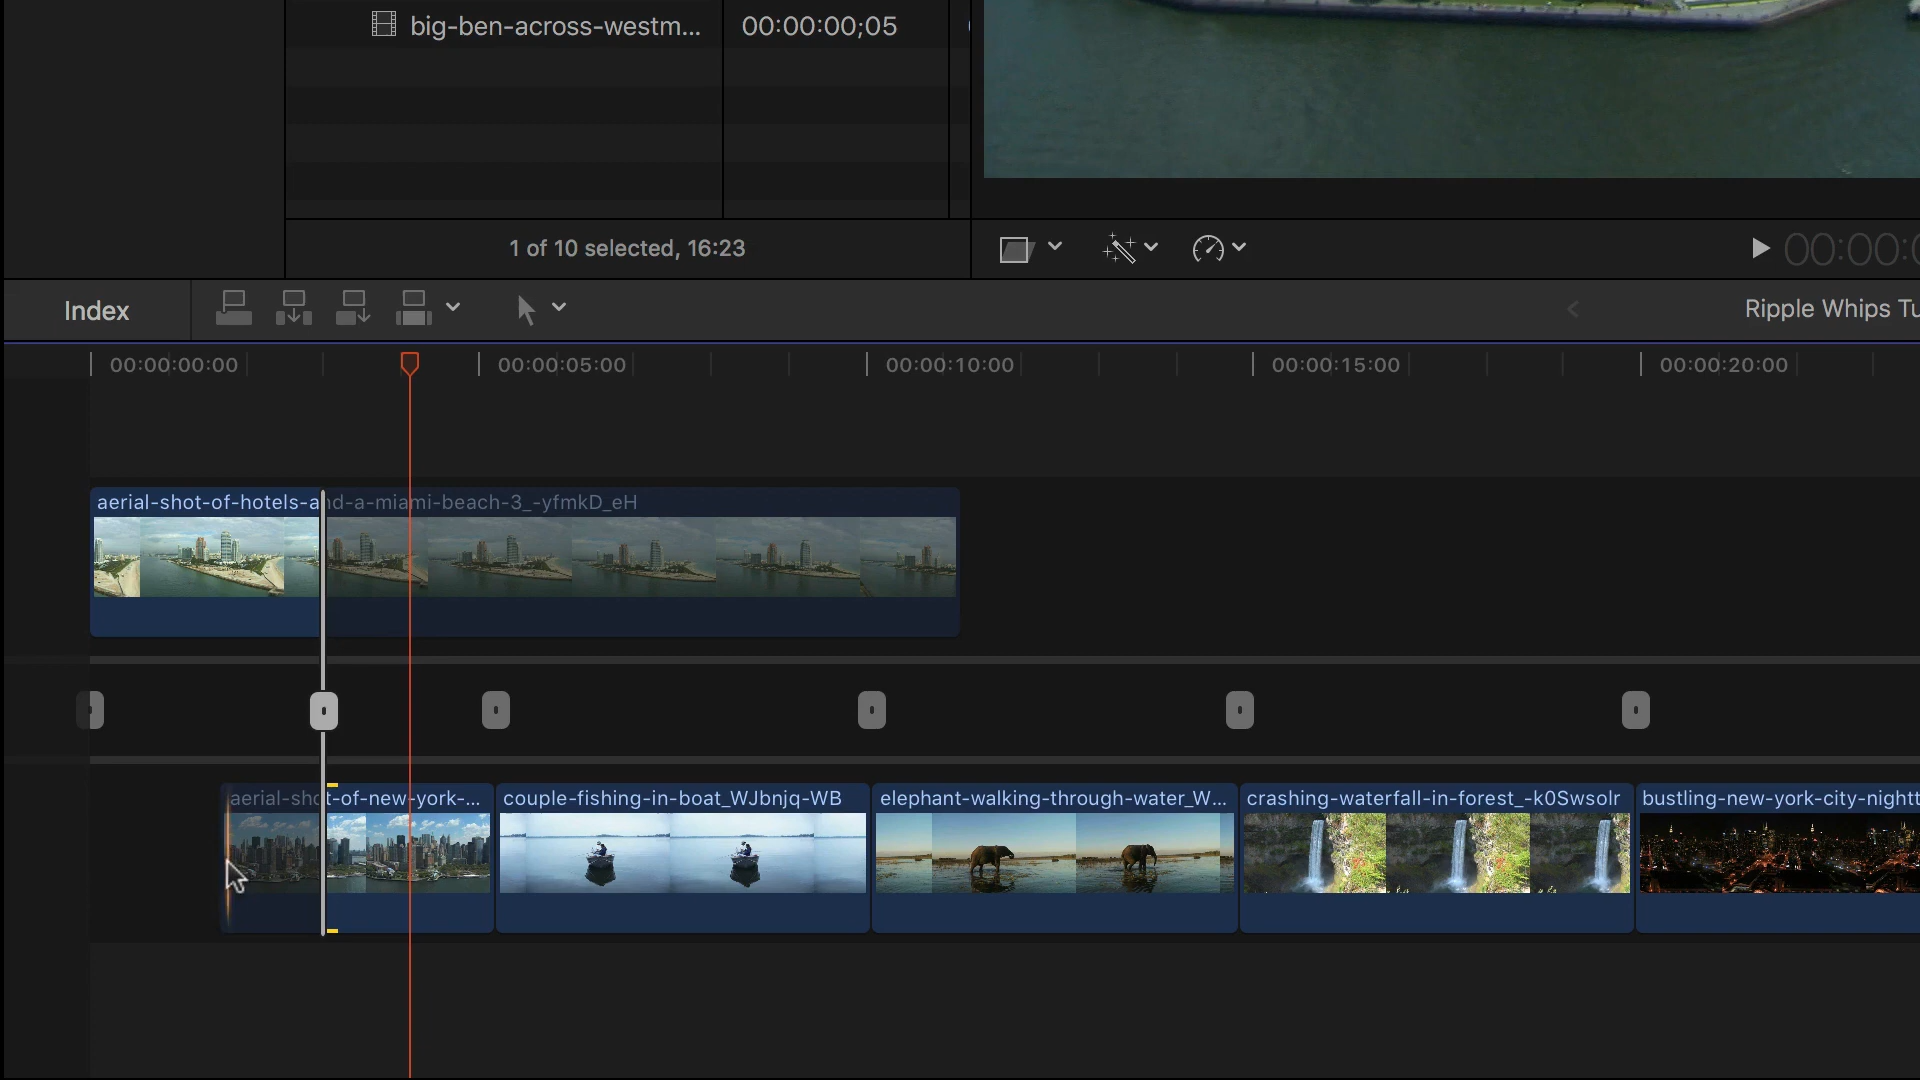 big-ben-across-westm... 00:00:00;05
1 of 10 selected, 16:23
00:00:0
Index
Ripple Whips Tu
00:00:00:00 00:00:05:00 00:00:10:00 00:00:15:00 00:00:20:00
aerial-shot-of-hotels-and-a-miami-beach-3_-yfmkD_eH
aerial-shot-of-new-york-... couple-fishing-in-boat_WJbnjq-WB elephant-walking-through-water_W... crashing-waterfall-in-forest_-k0Swsolr bustling-new-york-city-nightt